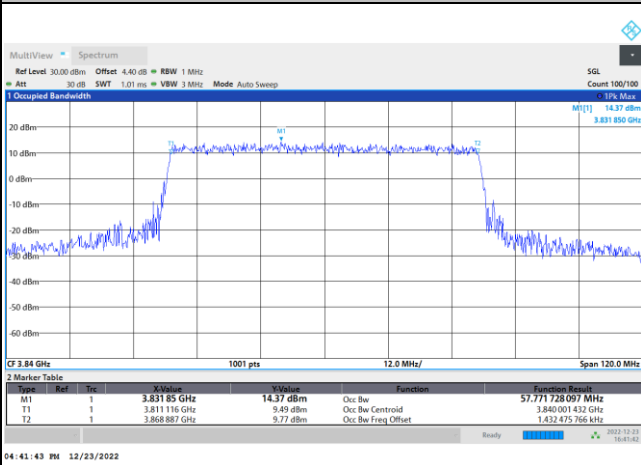 MultiView Spectrum
Ref Level 30.00 dBm Offset 4.40 dB RBW 1 MHz SGL
Att 30 dB SWT 1.01 ms VBW 3 MHz Mode Auto Sweep Count 100/100
1 Occupied Bandwidth 1Pk Max
M1[1] 14.37 dBm
3.831 850 GHz
20 dBm
M1
T1 T2
10 dBm
0 dBm
-10 dBm
-20 dBm
-30 dBm
-40 dBm
-50 dBm
-60 dBm
CF 3.84 GHz 1001 pts 12.0 MHz/ Span 120.0 MHz
2 Marker Table
Type Ref Trc X-Value Y-Value Function Function Result
M1 1 3.831 85 GHz 14.37 dBm Occ Bw 57.771 728 097 MHz
T1 1 3.811 116 GHz 9.49 dBm Occ Bw Centroid 3.840 001 432 GHz
T2 1 3.868 887 GHz 9.77 dBm Occ Bw Freq Offset 1.432 475 766 kHz
Ready 2022-12-23
16:41:42
04:41:43 PM 12/23/2022